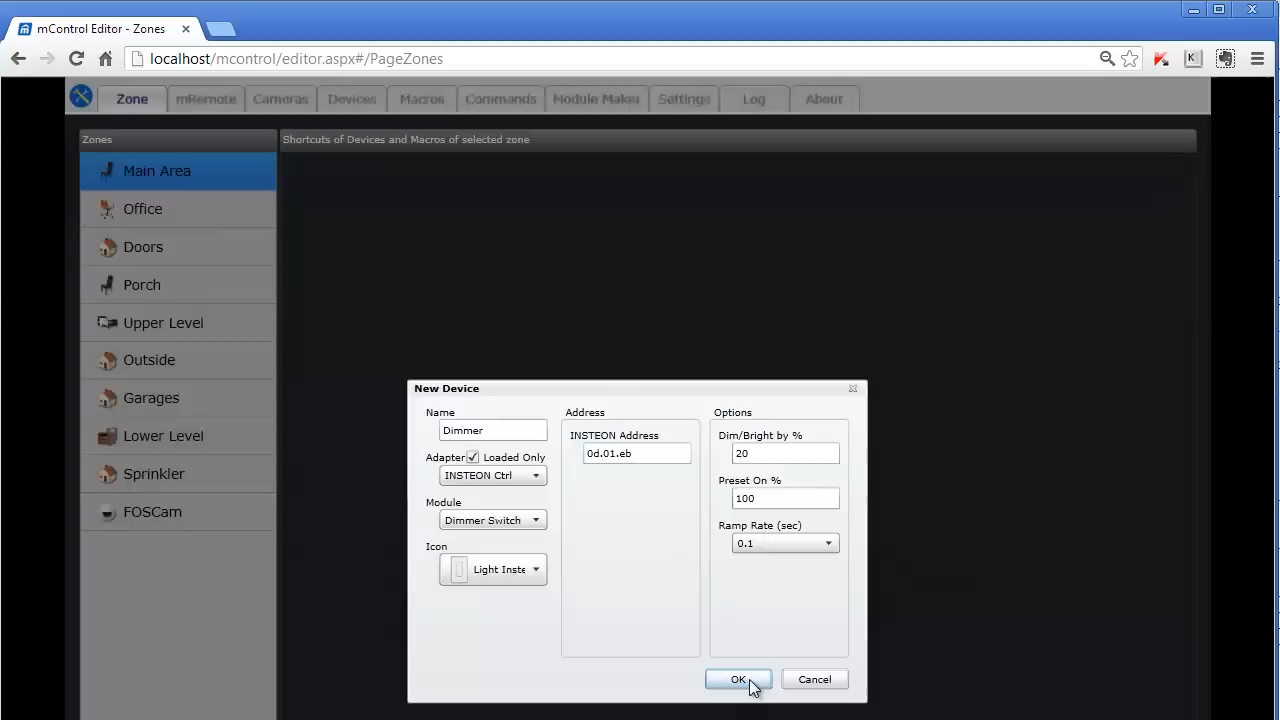 mControl Editor - Zones
localhost/mcontrol/editor.aspx#/PageZones
Zone mRemote Cameras Devices Macros Commands Module Maker Settings Log About
Zones
Shortcuts of Devices and Macros of selected zone
Main Area
Office
Doors
Porch
Upper Level
Outside
Garages
Lower Level
Sprinkler
FOSCam
New Device
Name
Dimmer
Adapter Loaded Only
INSTEON Ctrl
Module
Dimmer Switch
Icon
Light Inste
Address
INSTEON Address
0d.01.eb
Options
Dim/Bright by %
20
Preset On %
100
Ramp Rate (sec)
0.1
OK Cancel